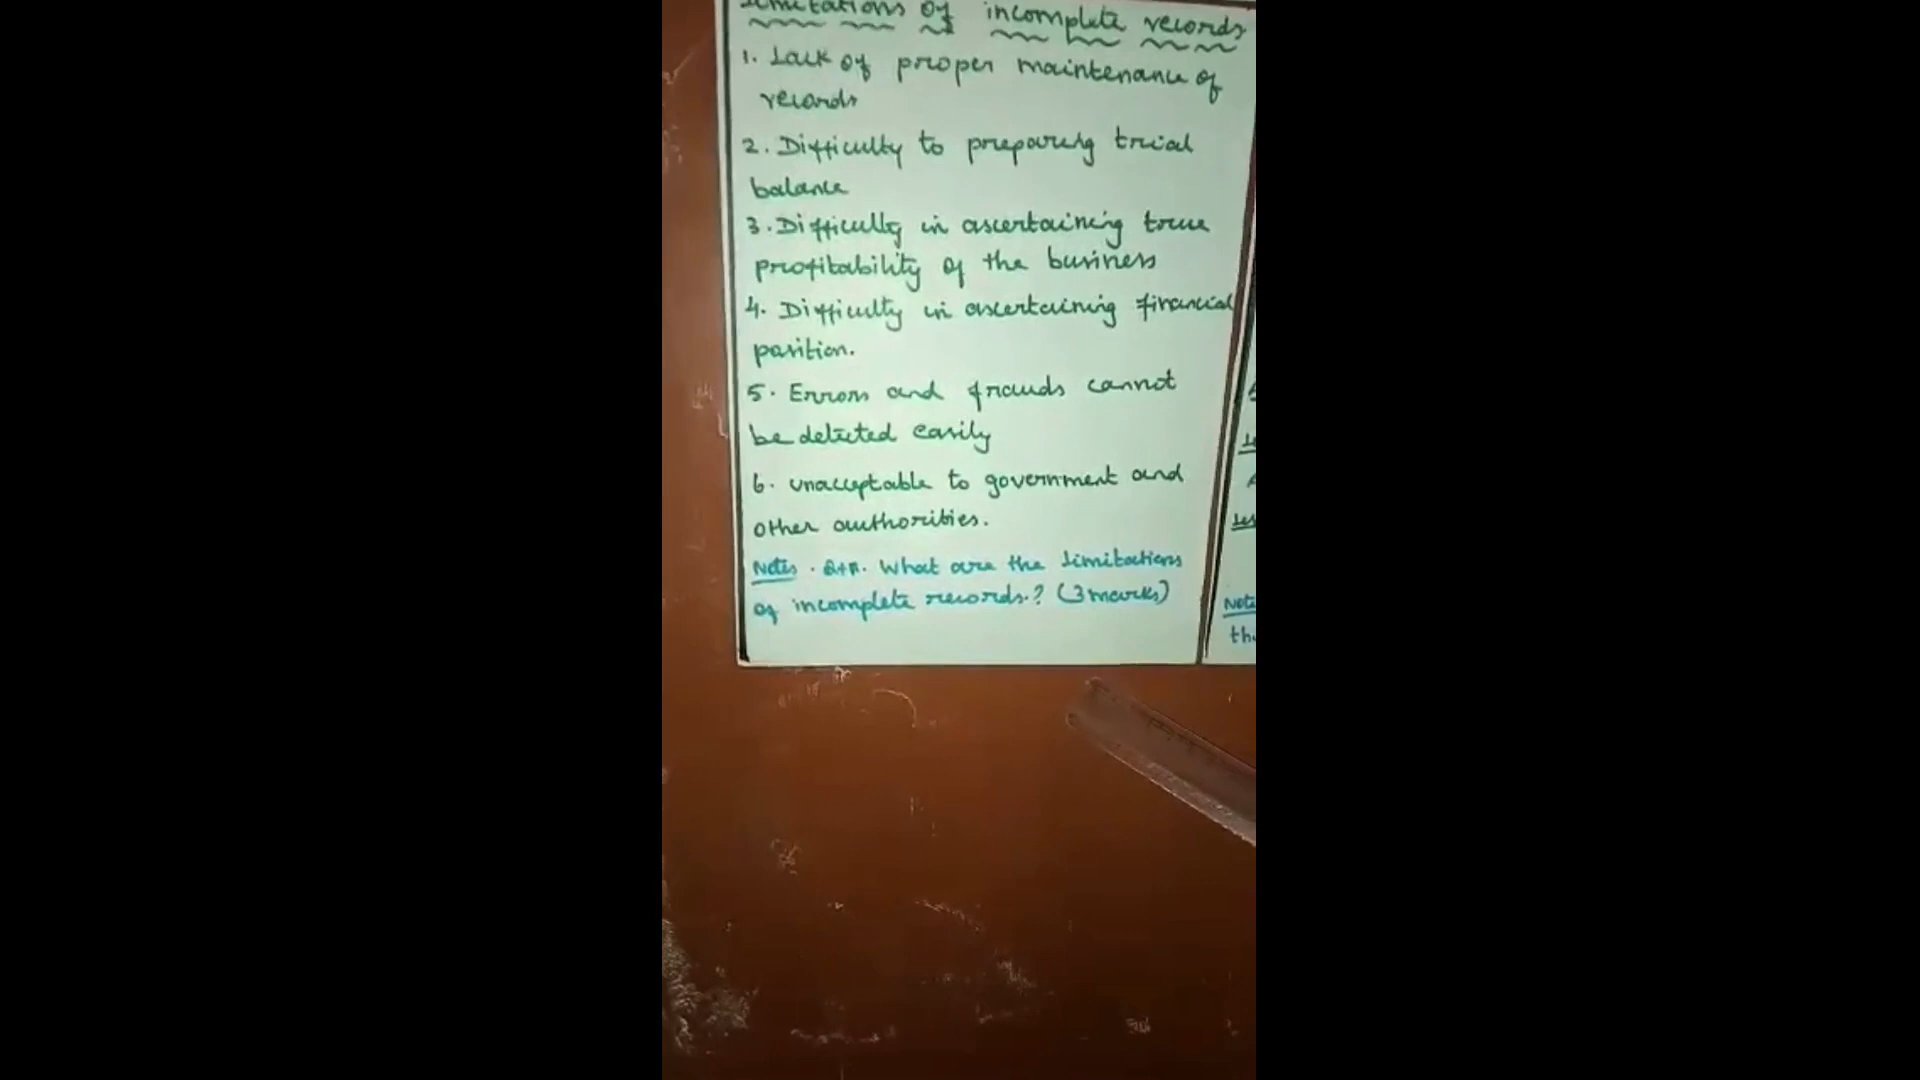 Limitations of incomplete records
1. Lack of proper maintenance of
records
2. Difficulty to preparing trial
balance
3. Difficulty in ascertaining true
profitability of the business
4. Difficulty in ascertaining financial
position.
5. Errors and frauds cannot
be detected easily
6. unacceptable to government and
other authorities.
Notes. What are the limitations
of incomplete records.? (3 marks)
Note